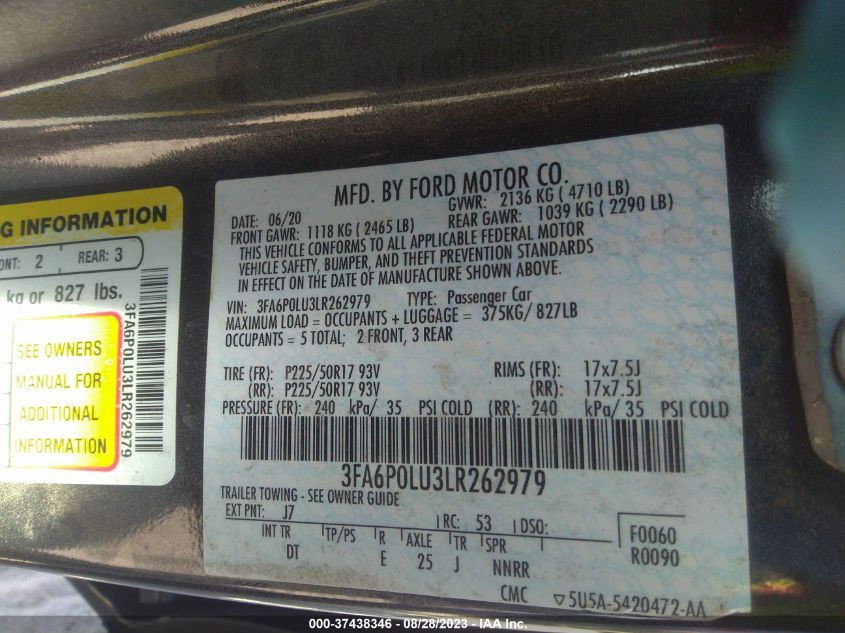 G INFORMATION
ONT: 2 REAR: 3
kg or 827 lbs.
SEE OWNERS
MANUAL FOR
ADDITIONAL
INFORMATION
3FA6P0LU3LR262979
MFD. BY FORD MOTOR CO.
DATE: 06/20 GVWR: 2136 KG ( 4710 LB)
FRONT GAWR: 1118 KG ( 2465 LB) REAR GAWR: 1039 KG ( 2290 LB)
THIS VEHICLE CONFORMS TO ALL APPLICABLE FEDERAL MOTOR
VEHICLE SAFETY, BUMPER, AND THEFT PREVENTION STANDARDS
IN EFFECT ON THE DATE OF MANUFACTURE SHOWN ABOVE.
VIN: 3FA6P0LU3LR262979 TYPE: Passenger Car
MAXIMUM LOAD = OCCUPANTS + LUGGAGE = 375KG/ 827LB
OCCUPANTS = 5 TOTAL; 2 FRONT, 3 REAR
TIRE (FR): P225/50R17 93V RIMS (FR): 17x7.5J
(RR): P225/50R17 93V (RR): 17x7.5J
PRESSURE (FR): 240 kPa/ 35 PSI COLD (RR): 240 kPa/ 35 PSI COLD
3FA6P0LU3LR262979
TRAILER TOWING - SEE OWNER GUIDE
EXT PNT: J7 RC: 53 DSO:
INT TR TP/PS R AXLE TR SPR
DT E 25 J NNRR
F0060
R0090
CMC ▽5U5A-5420472-AA
000-37438346 - 08/28/2023 - IAA Inc.